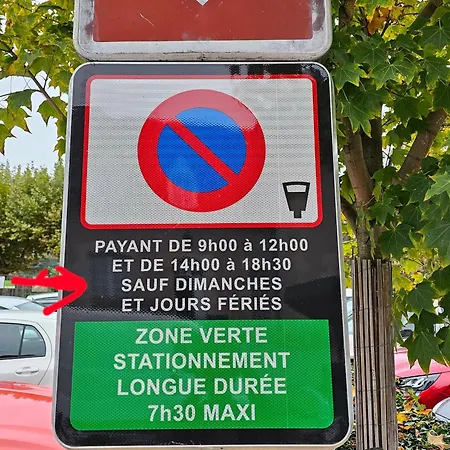 PAYANT DE 9h00 à 12h00
ET DE 14h00 à 18h30
SAUF DIMANCHES
ET JOURS FÉRIÉS
ZONE VERTE
STATIONNEMENT
LONGUE DURÉE
7h30 MAXI